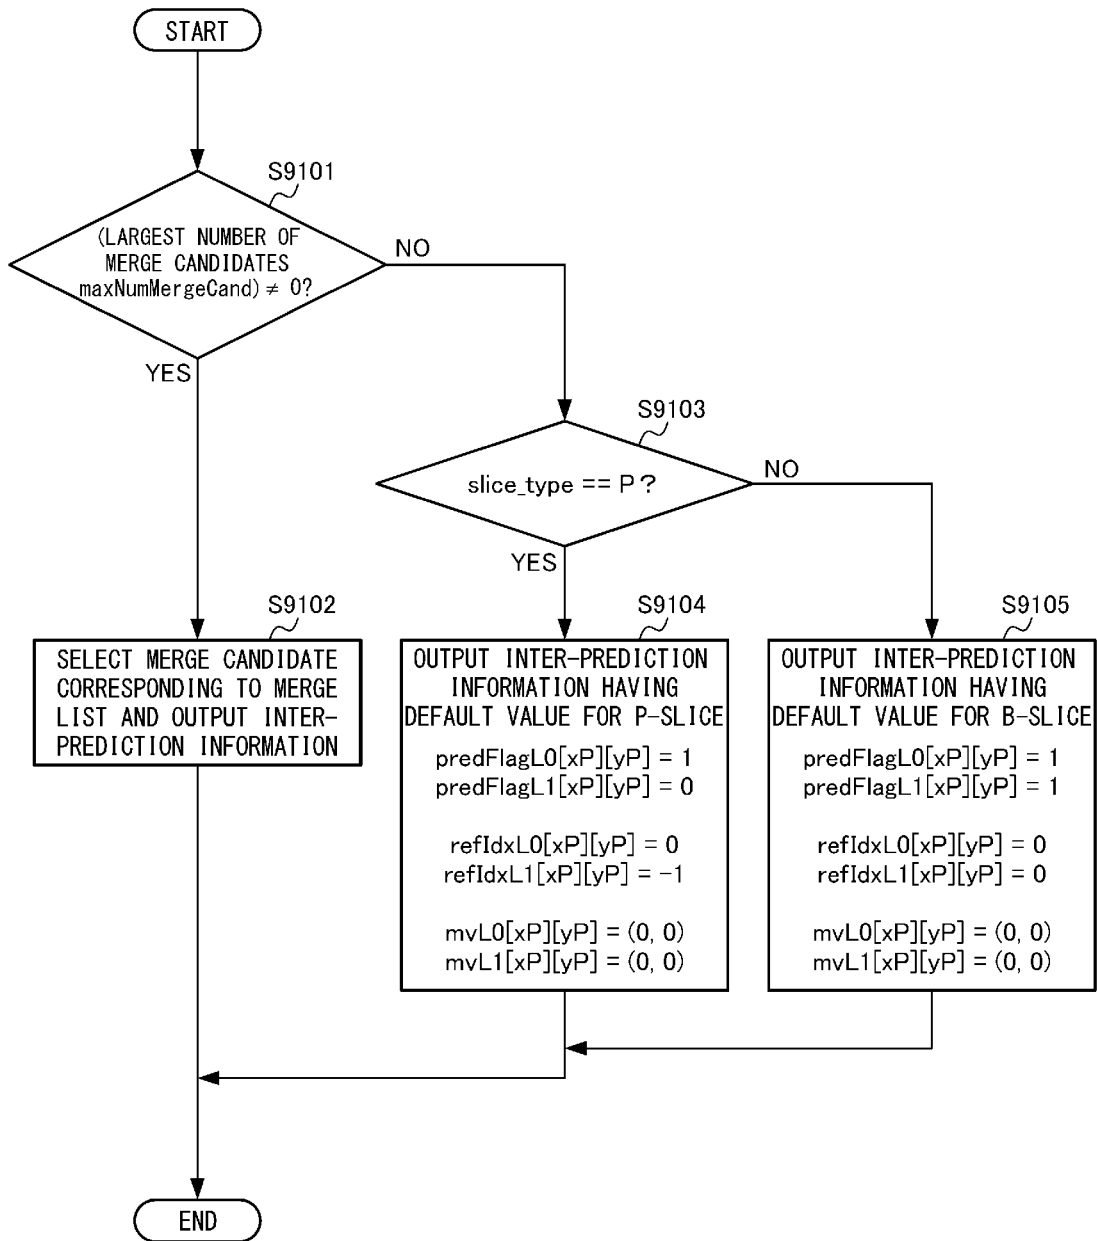 START
S9101
(LARGEST NUMBER OF
MERGE CANDIDATES
maxNumMergeCand) ≠ 0?
NO
YES
S9103
slice_type == P?
NO
YES
S9102
SELECT MERGE CANDIDATE
CORRESPONDING TO MERGE
LIST AND OUTPUT INTER-
PREDICTION INFORMATION
S9104
OUTPUT INTER-PREDICTION
INFORMATION HAVING
DEFAULT VALUE FOR P-SLICE
predFlagL0[xP][yP] = 1
predFlagL1[xP][yP] = 0
refIdxL0[xP][yP] = 0
refIdxL1[xP][yP] = -1
mvL0[xP][yP] = (0, 0)
mvL1[xP][yP] = (0, 0)
S9105
OUTPUT INTER-PREDICTION
INFORMATION HAVING
DEFAULT VALUE FOR B-SLICE
predFlagL0[xP][yP] = 1
predFlagL1[xP][yP] = 1
refIdxL0[xP][yP] = 0
refIdxL1[xP][yP] = 0
mvL0[xP][yP] = (0, 0)
mvL1[xP][yP] = (0, 0)
END